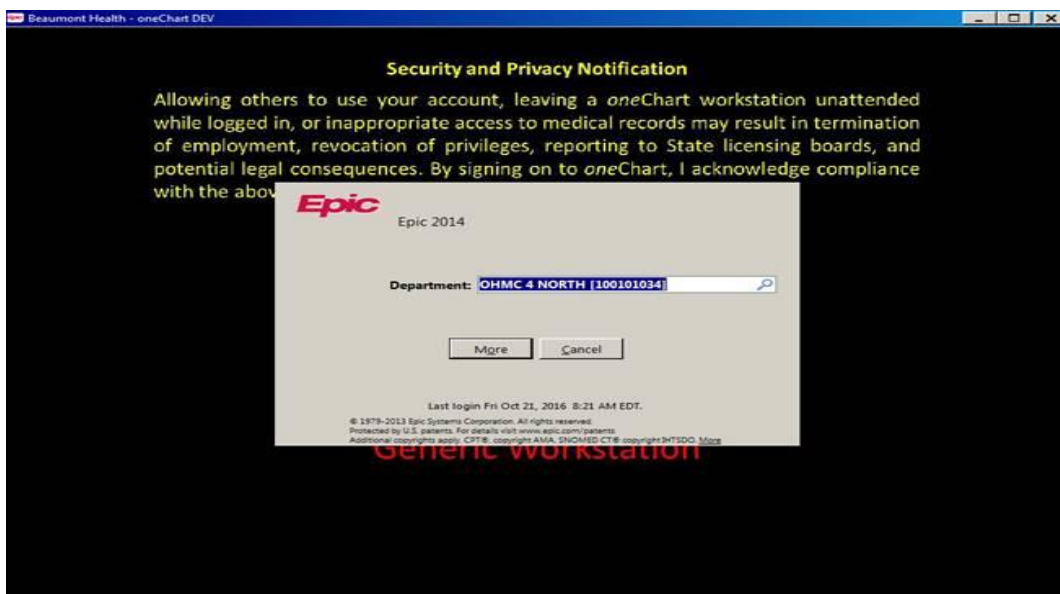 Beaumont Health - oneChart DEV
Security and Privacy Notification
Allowing others to use your account, leaving a oneChart workstation unattended
while logged in, or inappropriate access to medical records may result in termination
of employment, revocation of privileges, reporting to State licensing boards, and
potential legal consequences. By signing on to oneChart, I acknowledge compliance
with the abov
Epic
Epic 2014
Department: OHMC 4 NORTH [100101034]
More Cancel
Last login Fri Oct 21, 2016 8:21 AM EDT.
© 1979-2013 Epic Systems Corporation. All rights reserved.
Protected by U.S. patents. For details visit www.epic.com/patents
Additional copyrights apply. CPT®, copyright AMA. SNOMED CT® copyright IHTSDO. More
Generic Workstation